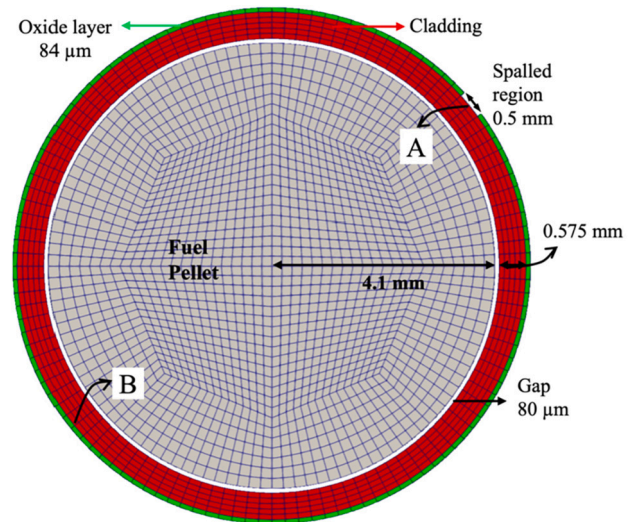 Oxide layer
84 µm
Cladding
Spalled
region
0.5 mm
A
0.575 mm
Fuel
Pellet
4.1 mm
B
Gap
80 µm